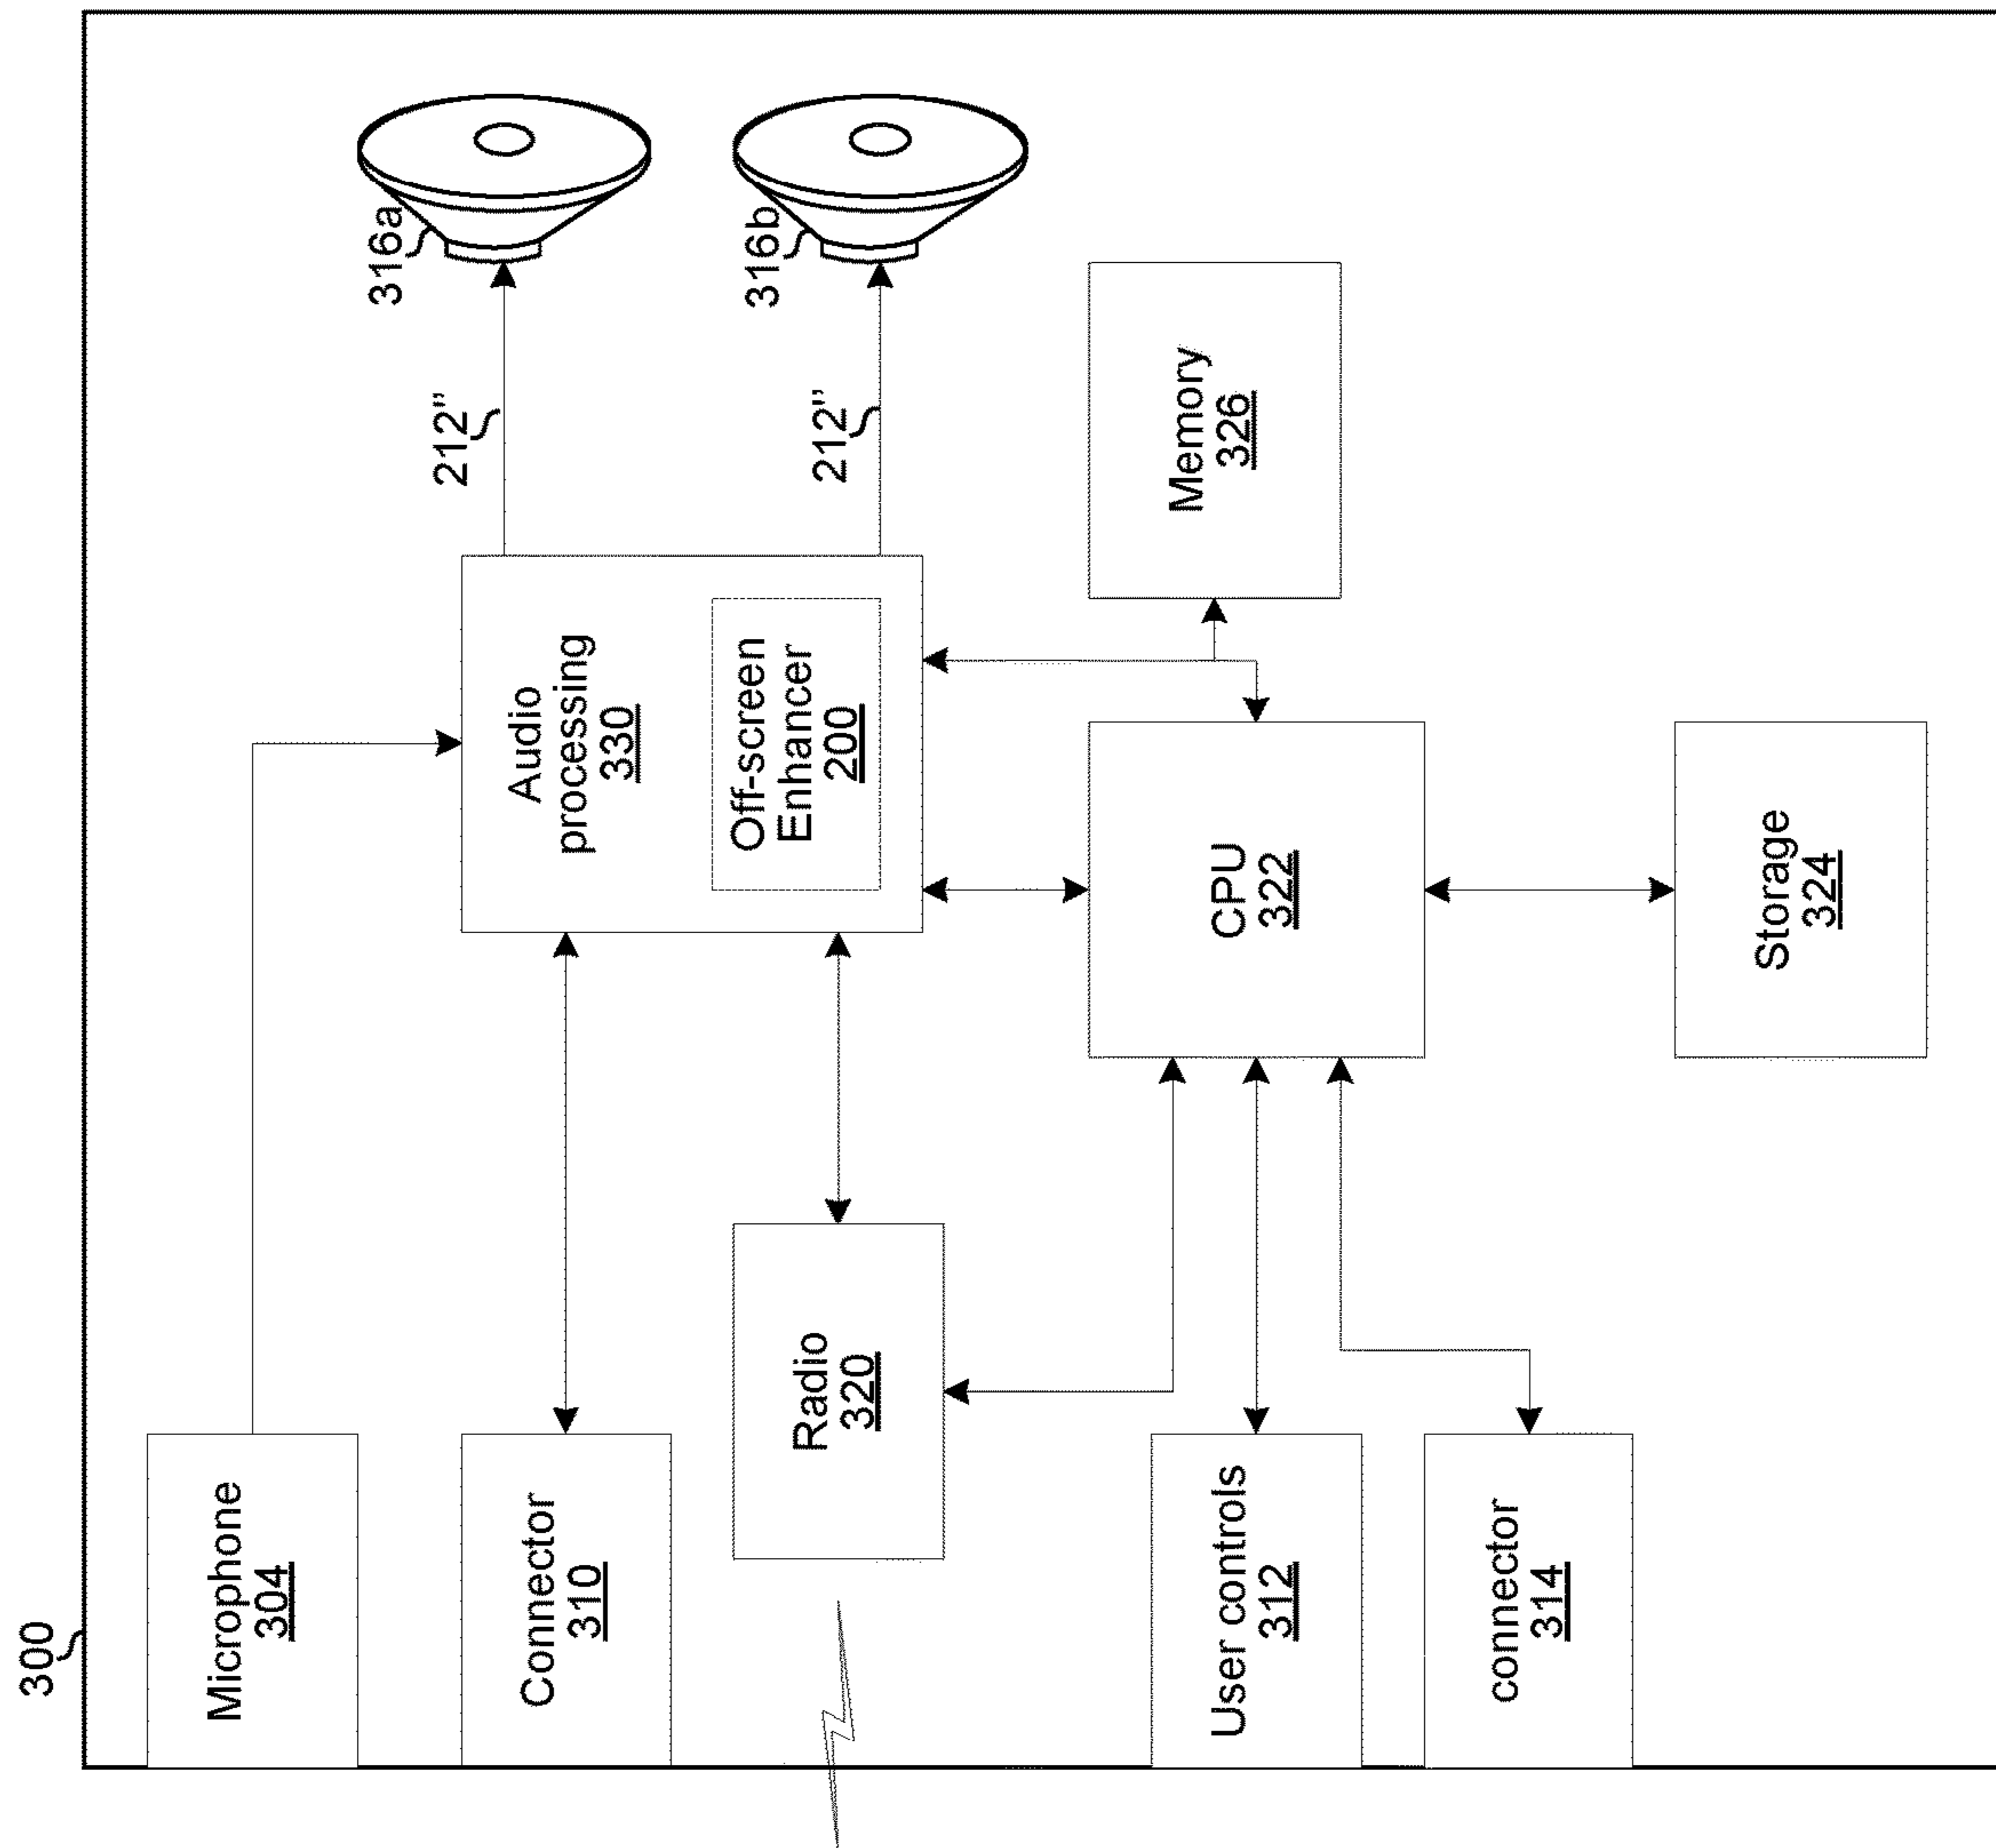 300
Microphone
304
Connector
310
Radio
320
User controls
312
connector
314
Audio
processing
330
Off-screen
Enhancer
200
CPU
322
Storage
324
Memory
326
212"
316a
212"
316b